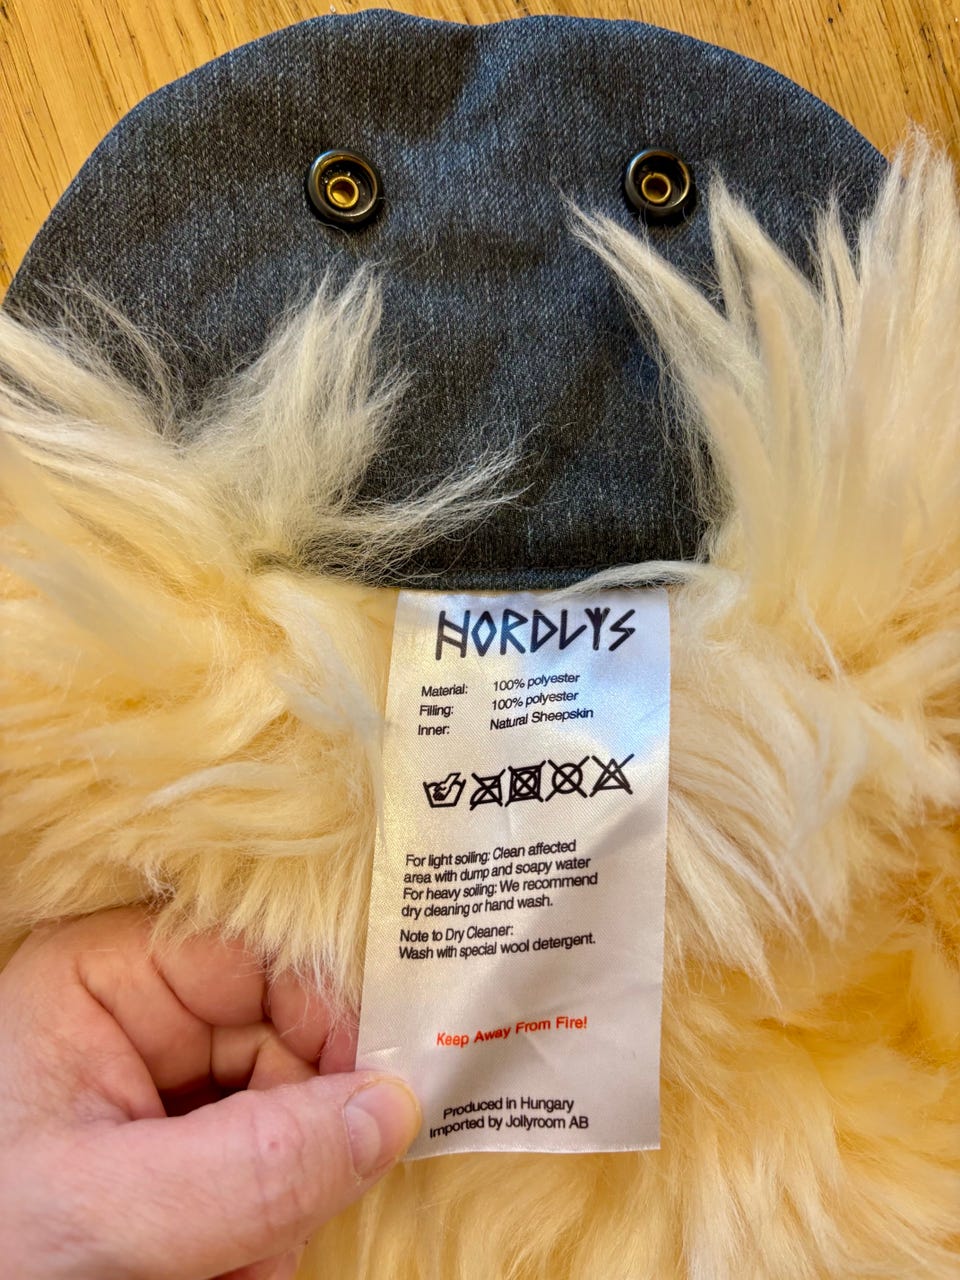 NORDLYS
Material: 100% polyester
Filling: 100% polyester
Inner: Natural Sheepskin
For light soiling: Clean affected
area with dump and soapy water
For heavy soiling: We recommend
dry cleaning or hand wash.
Note to Dry Cleaner:
Wash with special wool detergent.
Keep Away From Fire!
Produced in Hungary
Imported by Jollyroom AB